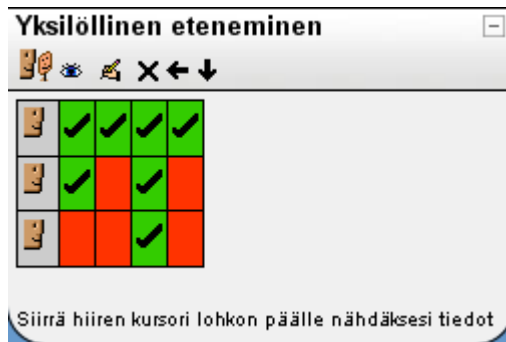 Yksilöllinen eteneminen
Siirrä hiiren kursori lohkon päälle nähdäksesi tiedot